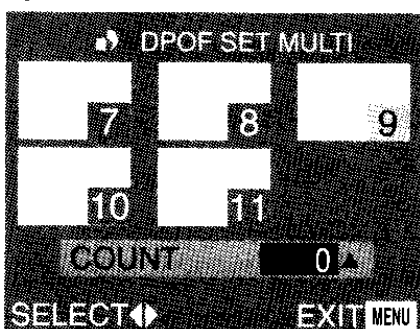 DPOF SET MULTI
7 8 9
10 11
COUNT 0
SELECT EXIT MENU